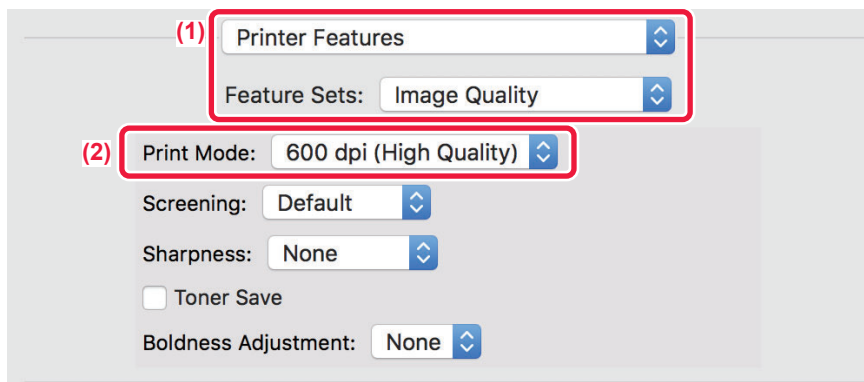 (1) Printer Features
Feature Sets: Image Quality
(2) Print Mode: 600 dpi (High Quality)
Screening: Default
Sharpness: None
Toner Save
Boldness Adjustment: None